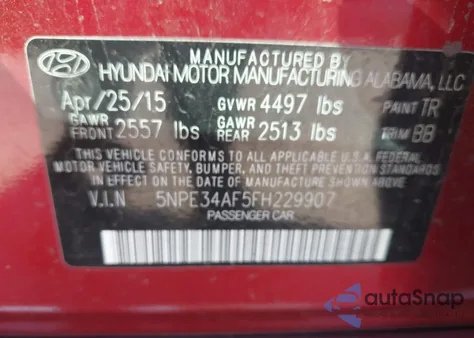 MANUFACTURED BY
HYUNDAI MOTOR MANUFACTURING ALABAMA, LLC
Apr/25/15 GVWR 4497 lbs PAINT TR
GAWR FRONT 2557 lbs GAWR REAR 2513 lbs TRIM BB
THIS VEHICLE CONFORMS TO ALL APPLICABLE U.S.A. FEDERAL
MOTOR VEHICLE SAFETY, BUMPER, AND THEFT PREVENTION
STANDARDS IN EFFECT ON THE DATE OF MANUFACTURE SHOWN ABOVE.
V.I.N 5NPE34AF5FH229907
PASSENGER CAR
autaSnap